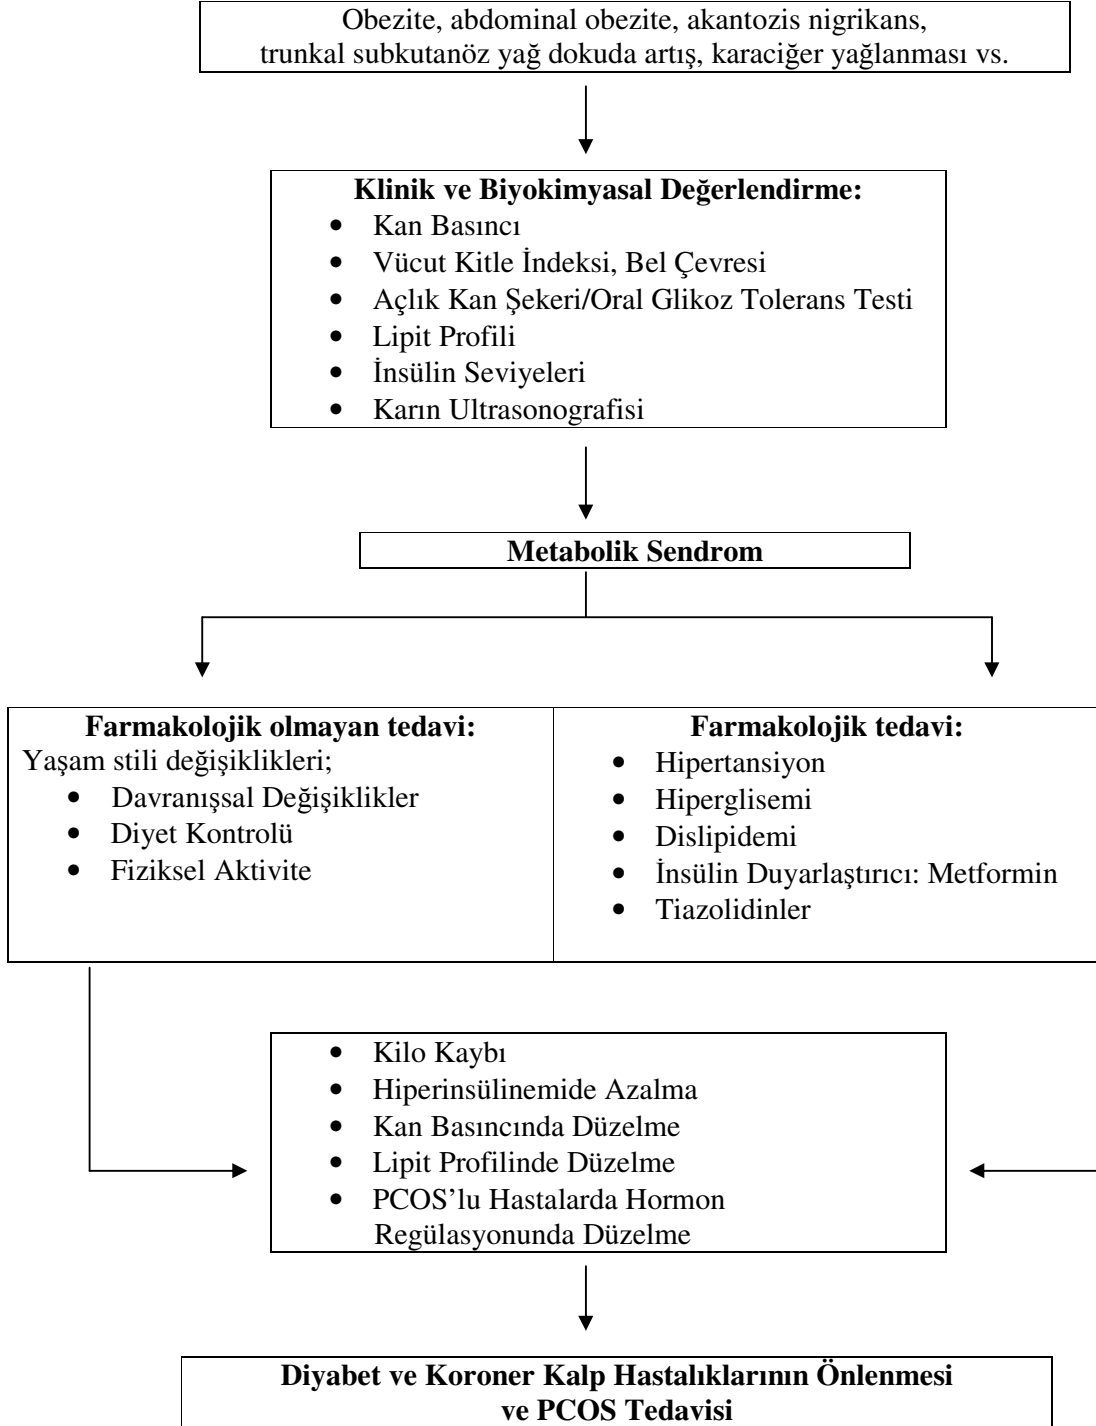 Obezite, abdominal obezite, akantozis nigrikans,
trunkal subkutanöz yağ dokuda artış, karaciğer yağlanması vs.
Klinik ve Biyokimyasal Değerlendirme:
• Kan Basıncı
• Vücut Kitle İndeksi, Bel Çevresi
• Açlık Kan Şekeri/Oral Glikoz Tolerans Testi
• Lipit Profili
• İnsülin Seviyeleri
• Karın Ultrasonografisi
Metabolik Sendrom
Farmakolojik olmayan tedavi:
Yaşam stili değişiklikleri;
• Davranışsal Değişiklikler
• Diyet Kontrolü
• Fiziksel Aktivite
Farmakolojik tedavi:
• Hipertansiyon
• Hiperglisemi
• Dislipidemi
• İnsülin Duyarlaştırıcı: Metformin
• Tiazolidinler
• Kilo Kaybı
• Hiperinsülinemide Azalma
• Kan Basıncında Düzelme
• Lipit Profilinde Düzelme
• PCOS’lu Hastalarda Hormon
Regülasyonunda Düzelme
Diyabet ve Koroner Kalp Hastalıklarının Önlenmesi
ve PCOS Tedavisi